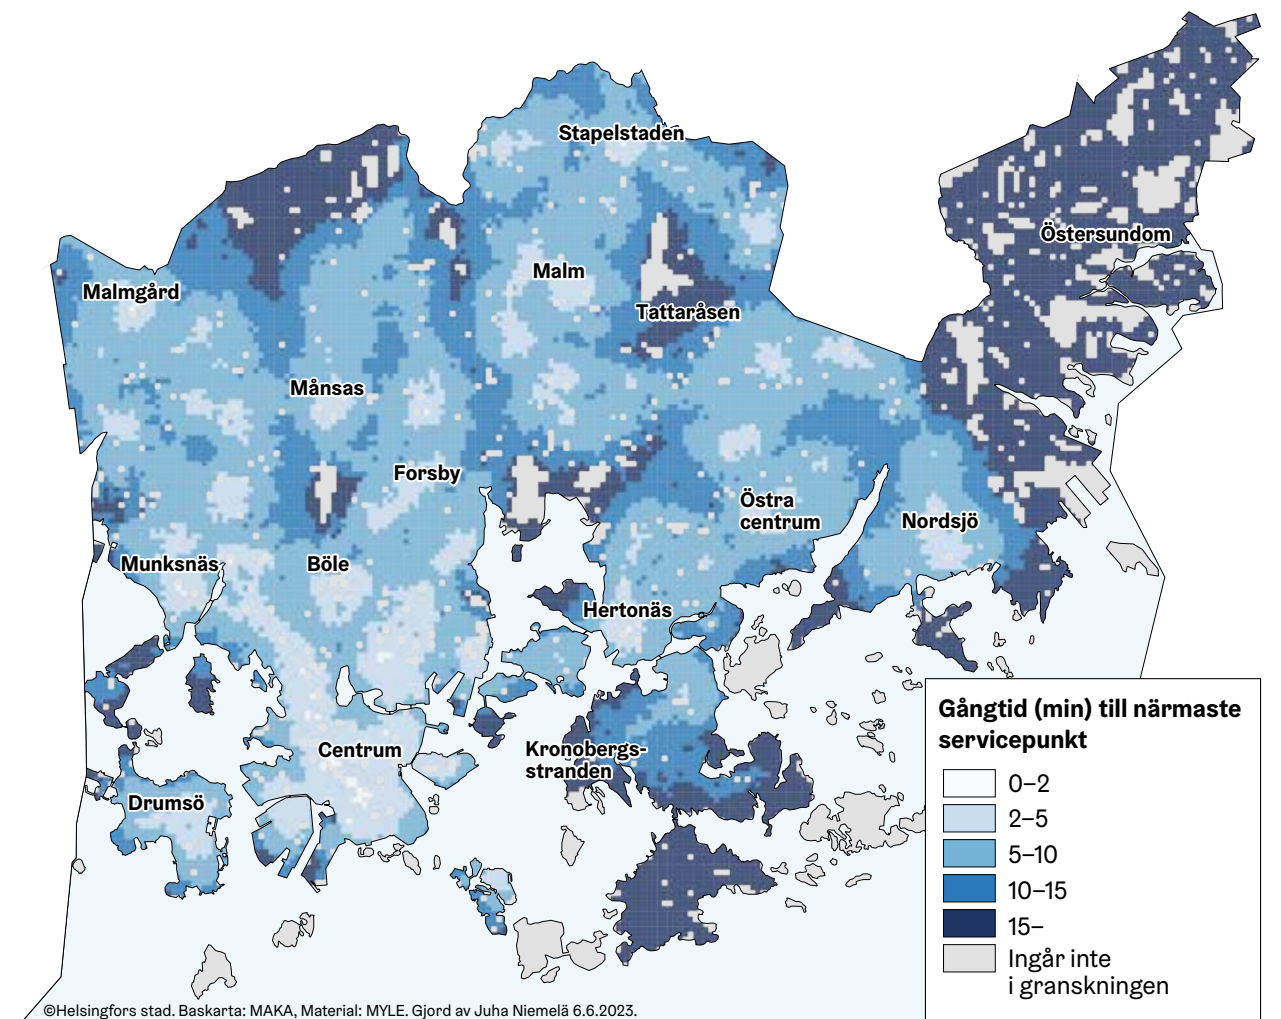 Stapelstaden
Östersundom
Malm
Malmgård
Tattaråsen
Månsas
Forsby
Östra
centrum
Nordsjö
Munksnäs
Böle
Hertonäs
Centrum
Kronobergs-
stranden
Drumsö
Gångtid (min) till närmaste
servicepunkt
0–2
2–5
5–10
10–15
15–
Ingår inte
i granskningen
©Helsingfors stad. Baskarta: MAKA, Material: MYLE. Gjord av Juha Niemelä 6.6.2023.